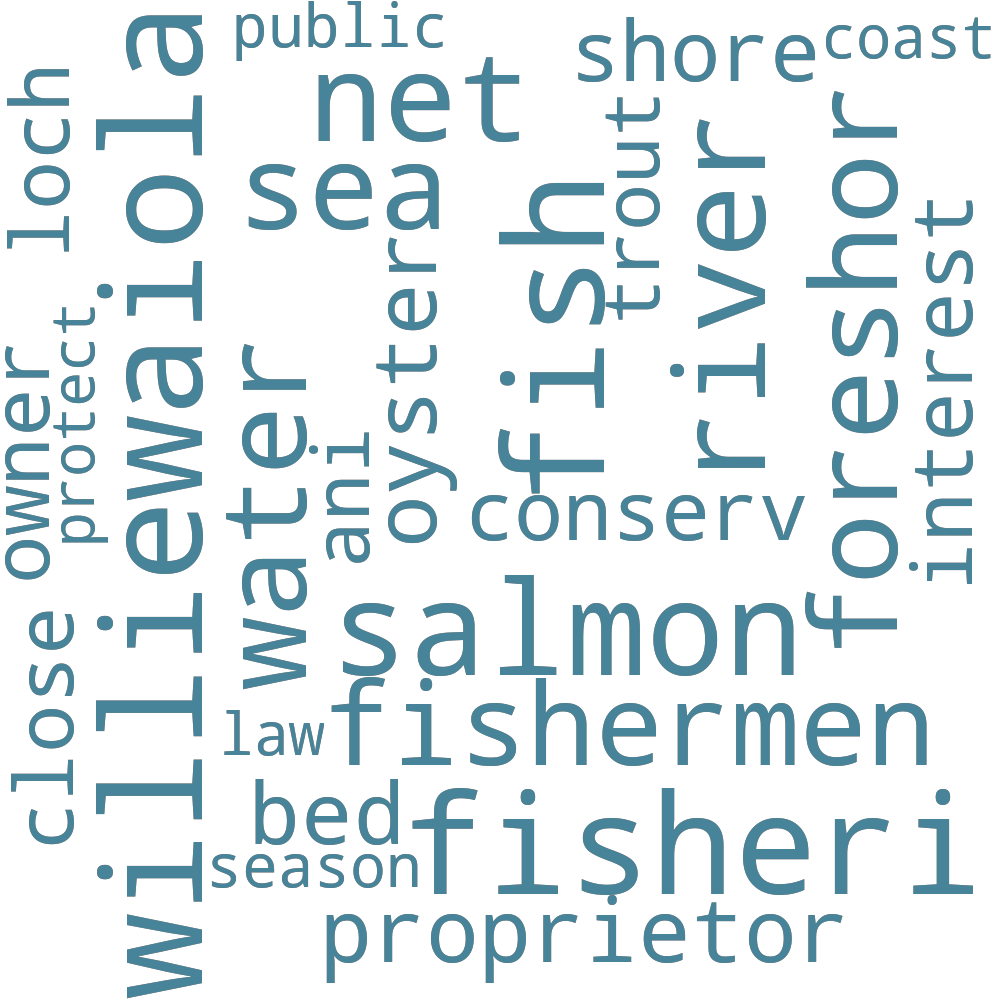 public
coast
shore
net
loch
sea
trout
river
fish
foreshor
interest
williewaiola
oyster
water
owner
protect
ani
conserv
salmon
close
fishermen
law
bed
fisheri
season
proprietor